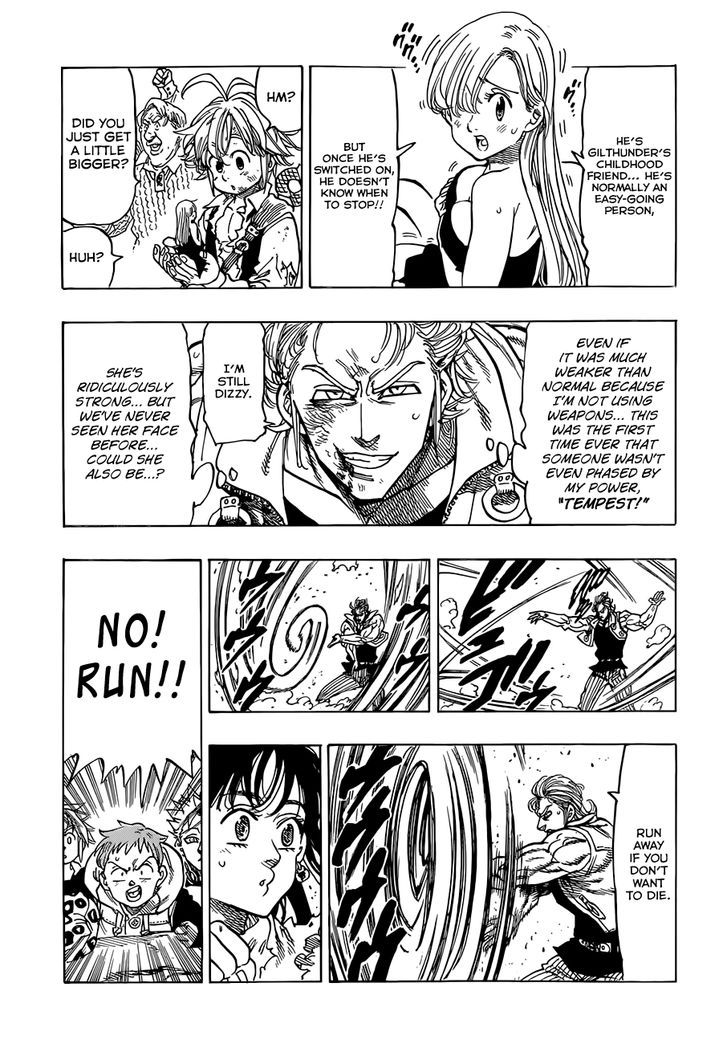 HE'S
GILTHUNDER'S
CHILDHOOD
FRIEND... HE'S
NORMALLY AN
EASY-GOING
PERSON,
BUT
ONCE HE'S
SWITCHED ON,
HE DOESN'T
KNOW WHEN
TO STOP!!
HM?
DID YOU
JUST GET
A LITTLE
BIGGER?
HUH?
EVEN IF
IT WAS MUCH
WEAKER THAN
NORMAL BECAUSE
I'M NOT USING
WEAPONS... THIS
WAS THE FIRST
TIME EVER THAT
SOMEONE WASN'T
EVEN PHASED BY
MY POWER,
"TEMPEST!"
I'M
STILL
DIZZY.
SHE'S
RIDICULOUSLY
STRONG... BUT
WE'VE NEVER
SEEN HER FACE
BEFORE...
COULD SHE
ALSO BE...?
RUN
AWAY
IF YOU
DON'T
WANT
TO DIE.
NO!
RUN!!